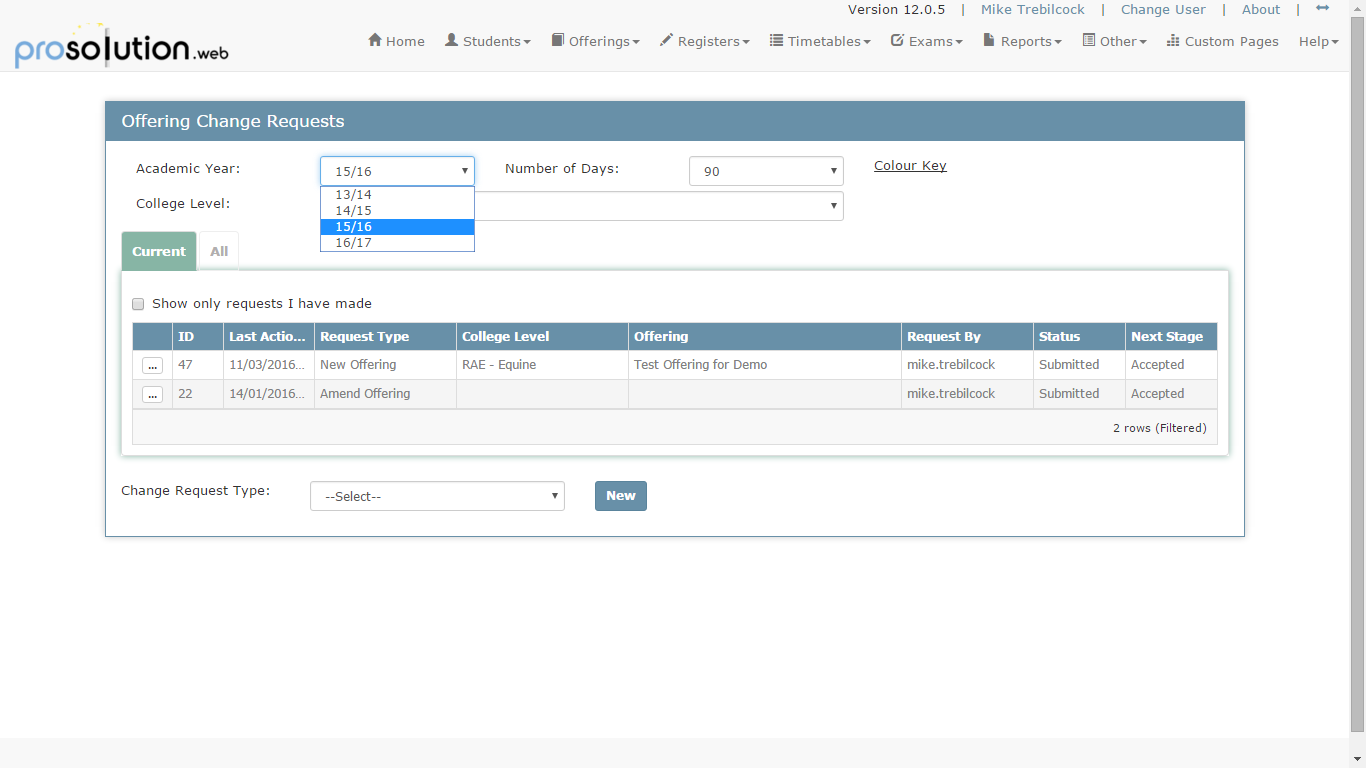 Version 12.0.5 | Mike Trebilcock | Change User | About |
prosolution.web
Home Students Offerings Registers Timetables Exams Reports Other Custom Pages Help
Offering Change Requests
Academic Year: 15/16 Number of Days: 90 Colour Key
13/14
14/15
15/16
16/17
College Level:
Current All
Show only requests I have made
ID Last Actio... Request Type College Level Offering Request By Status Next Stage
... 47 11/03/2016... New Offering RAE - Equine Test Offering for Demo mike.trebilcock Submitted Accepted
... 22 14/01/2016... Amend Offering mike.trebilcock Submitted Accepted
2 rows (Filtered)
Change Request Type: --Select-- New